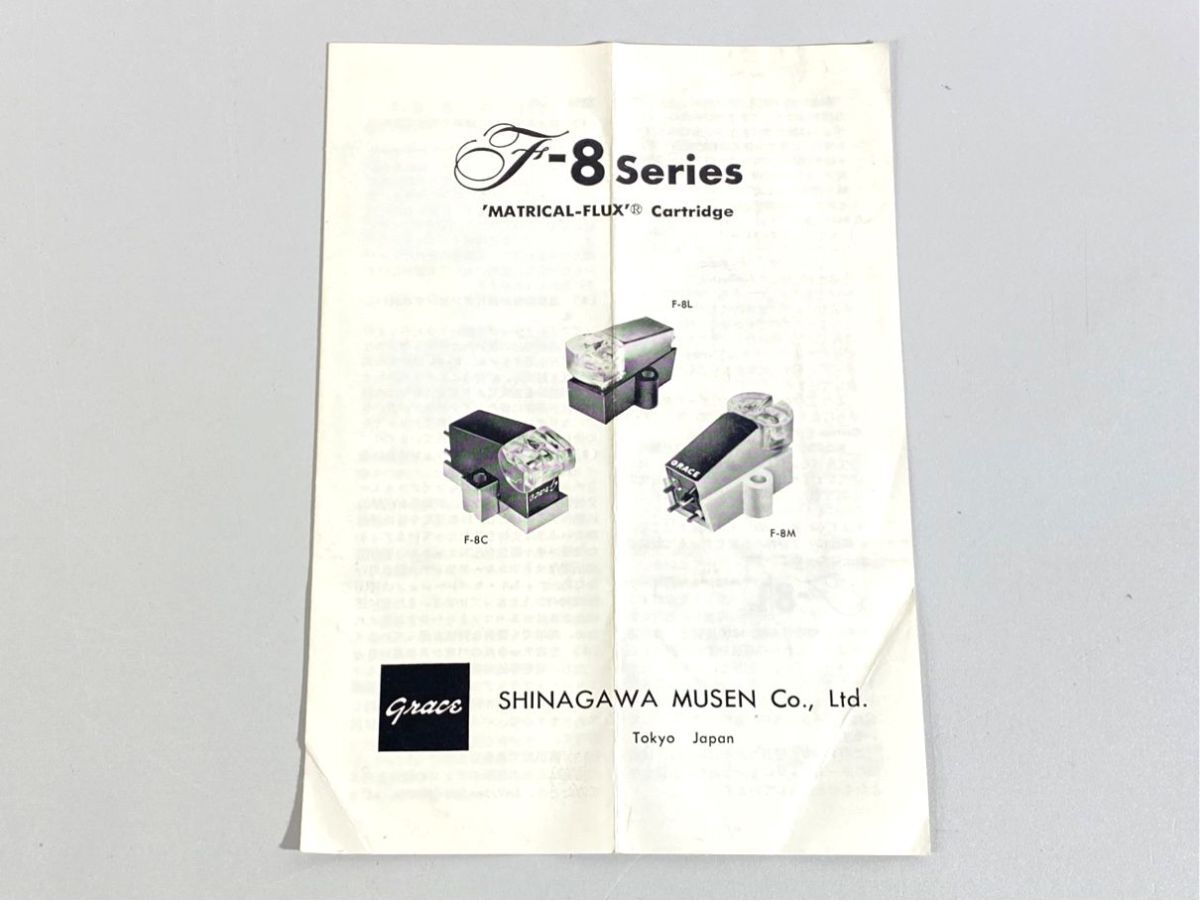 F-8 Series
'MATRICAL-FLUX'® Cartridge
F-8L
GRACE
F-8C
F-8M
Grace
SHINAGAWA MUSEN Co., Ltd.
Tokyo Japan